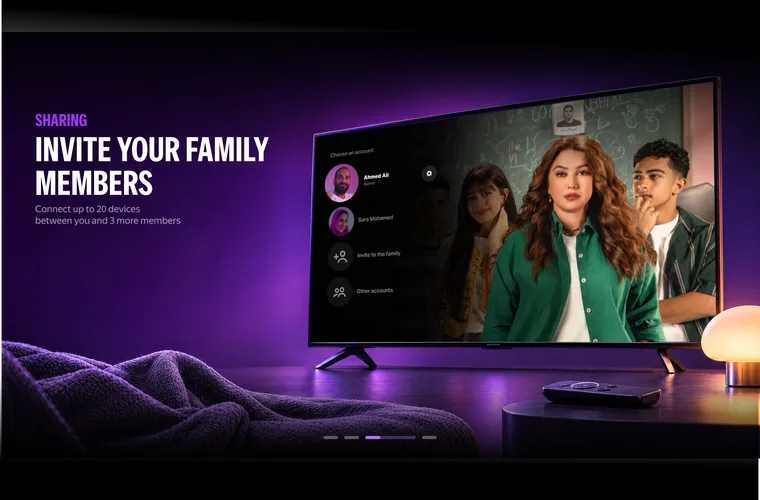 SHARING
INVITE YOUR FAMILY
MEMBERS
Connect up to 20 devices
between you and 3 more members
Choose an account
Ahmed Ali
Admin
Sara Mohamed
Invite to the family
Other accounts